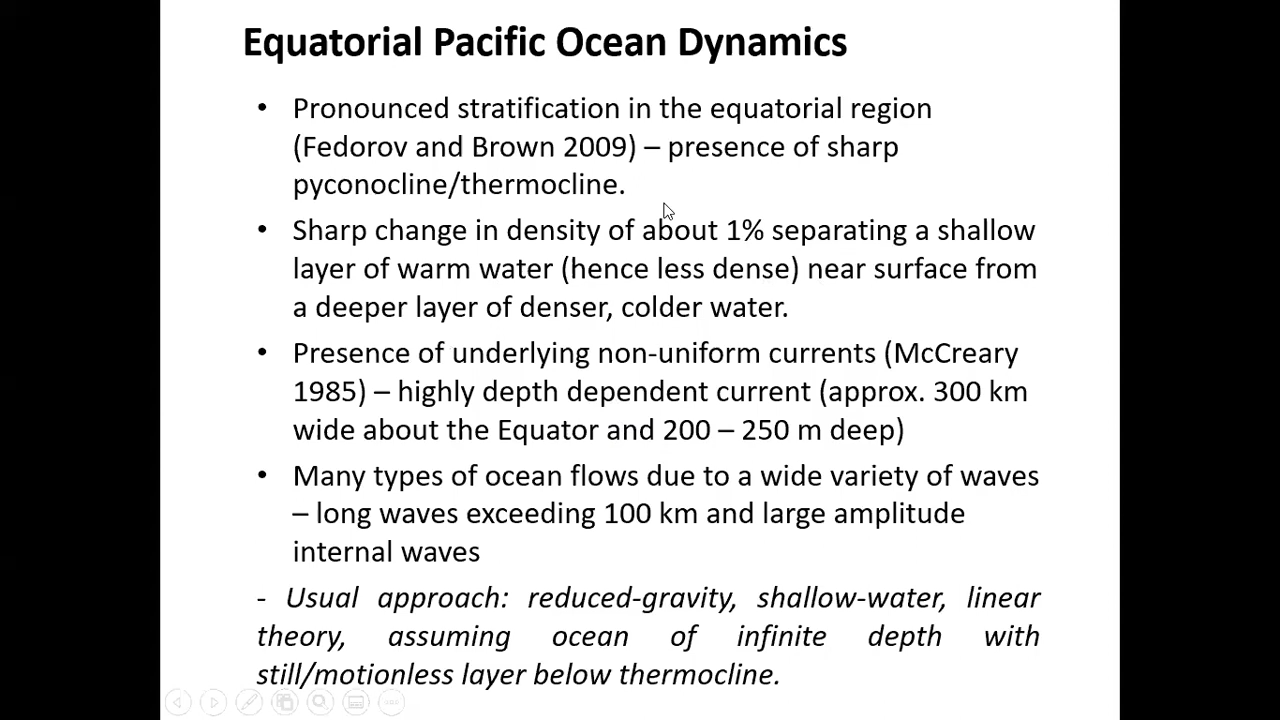 Equatorial Pacific Ocean Dynamics
• Pronounced stratification in the equatorial region
(Fedorov and Brown 2009) – presence of sharp
pyconocline/thermocline.
• Sharp change in density of about 1% separating a shallow
layer of warm water (hence less dense) near surface from
a deeper layer of denser, colder water.
• Presence of underlying non-uniform currents (McCreary
1985) – highly depth dependent current (approx. 300 km
wide about the Equator and 200 – 250 m deep)
• Many types of ocean flows due to a wide variety of waves
– long waves exceeding 100 km and large amplitude
internal waves
- Usual approach: reduced-gravity, shallow-water, linear
theory, assuming ocean of infinite depth with
still/motionless layer below thermocline.